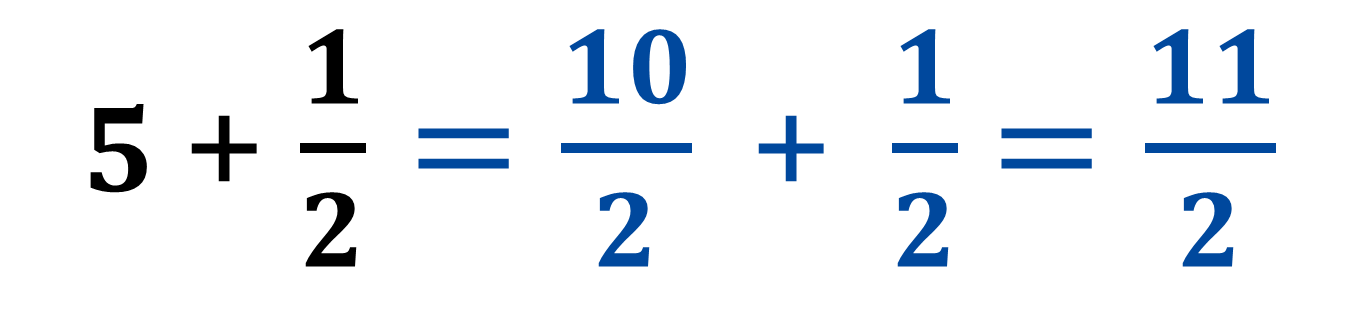 5 + 1/2 = 10/2 + 1/2 = 11/2